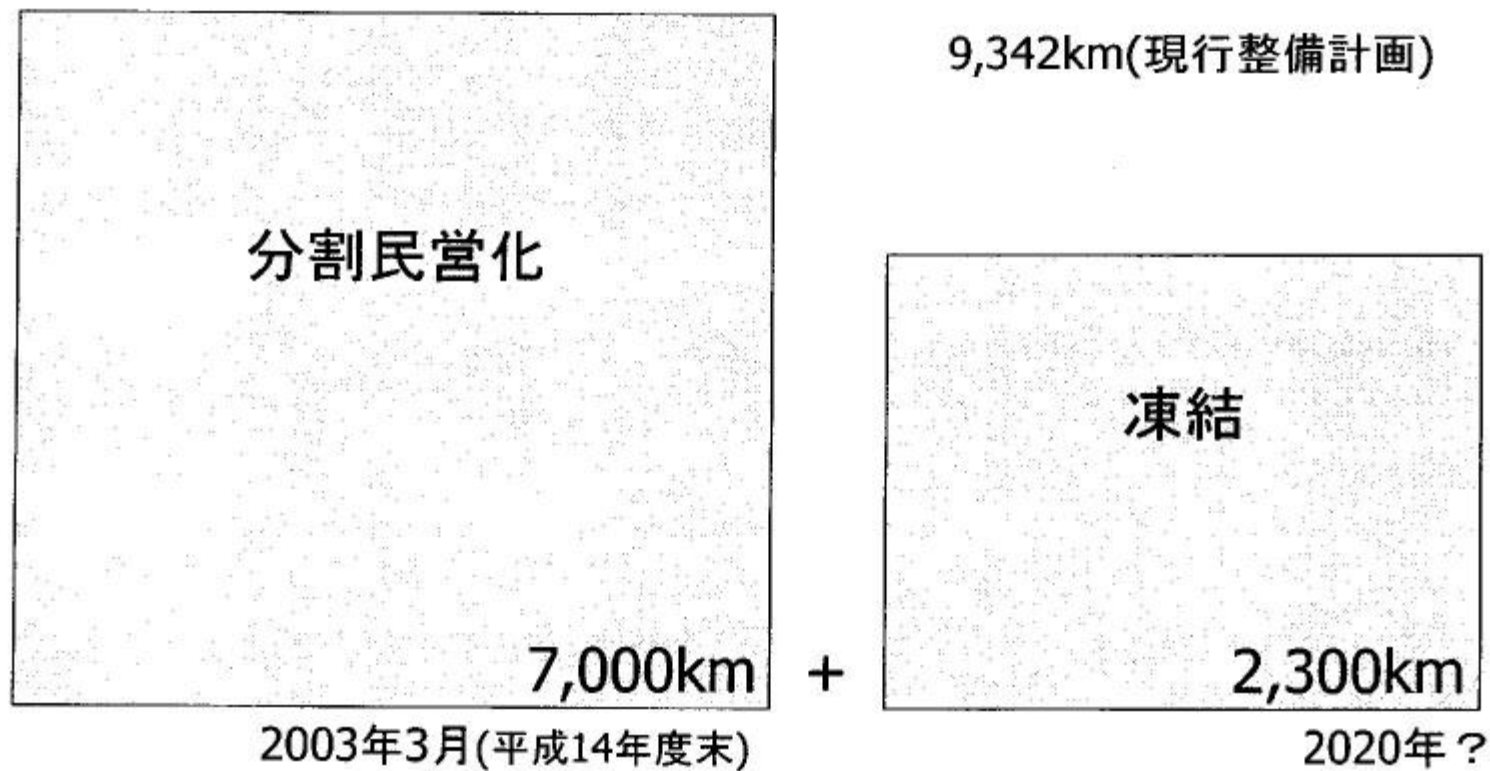 9,342km(現行整備計画)
分割民営化
凍結
7,000km + 2,300km
2003年3月(平成14年度末)
2020年？